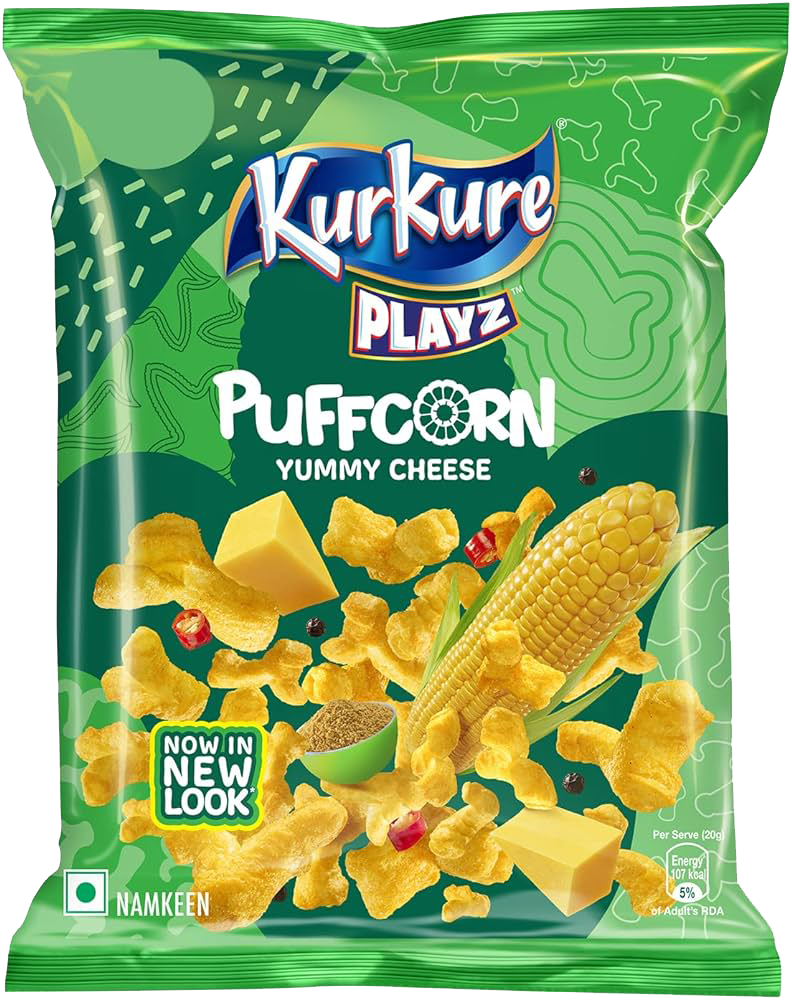 Kurkure®
PLAYZ™
PUFFCORN
YUMMY CHEESE
NOW IN
NEW
LOOK*
NAMKEEN
Per Serve (20g)
Energy
107 kcal
5%
of Adult's RDA